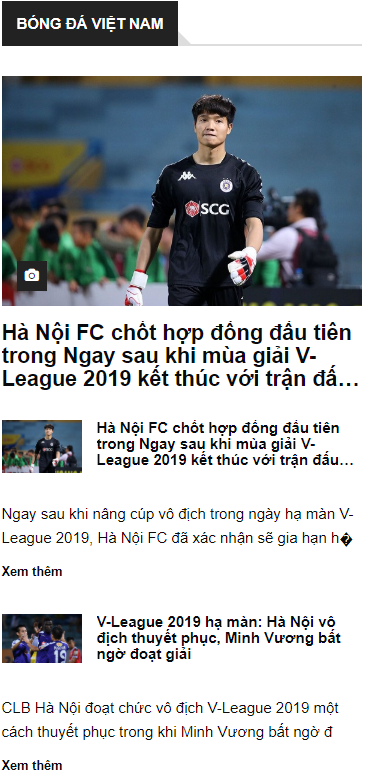 BÓNG ĐÁ VIỆT NAM
SCG
Hà Nội FC chốt hợp đồng đầu tiên
trong Ngay sau khi mùa giải V-
League 2019 kết thúc với trận đấ…
Hà Nội FC chốt hợp đồng đầu tiên
trong Ngay sau khi mùa giải V-
League 2019 kết thúc với trận đấu…
Ngay sau khi nâng cúp vô địch trong ngày hạ màn V-
League 2019, Hà Nội FC đã xác nhận sẽ gia hạn h�
Xem thêm
V-League 2019 hạ màn: Hà Nội vô
địch thuyết phục, Minh Vương bất
ngờ đoạt giải
CLB Hà Nội đoạt chức vô địch V-League 2019 một
cách thuyết phục trong khi Minh Vương bất ngờ đ
Xem thêm